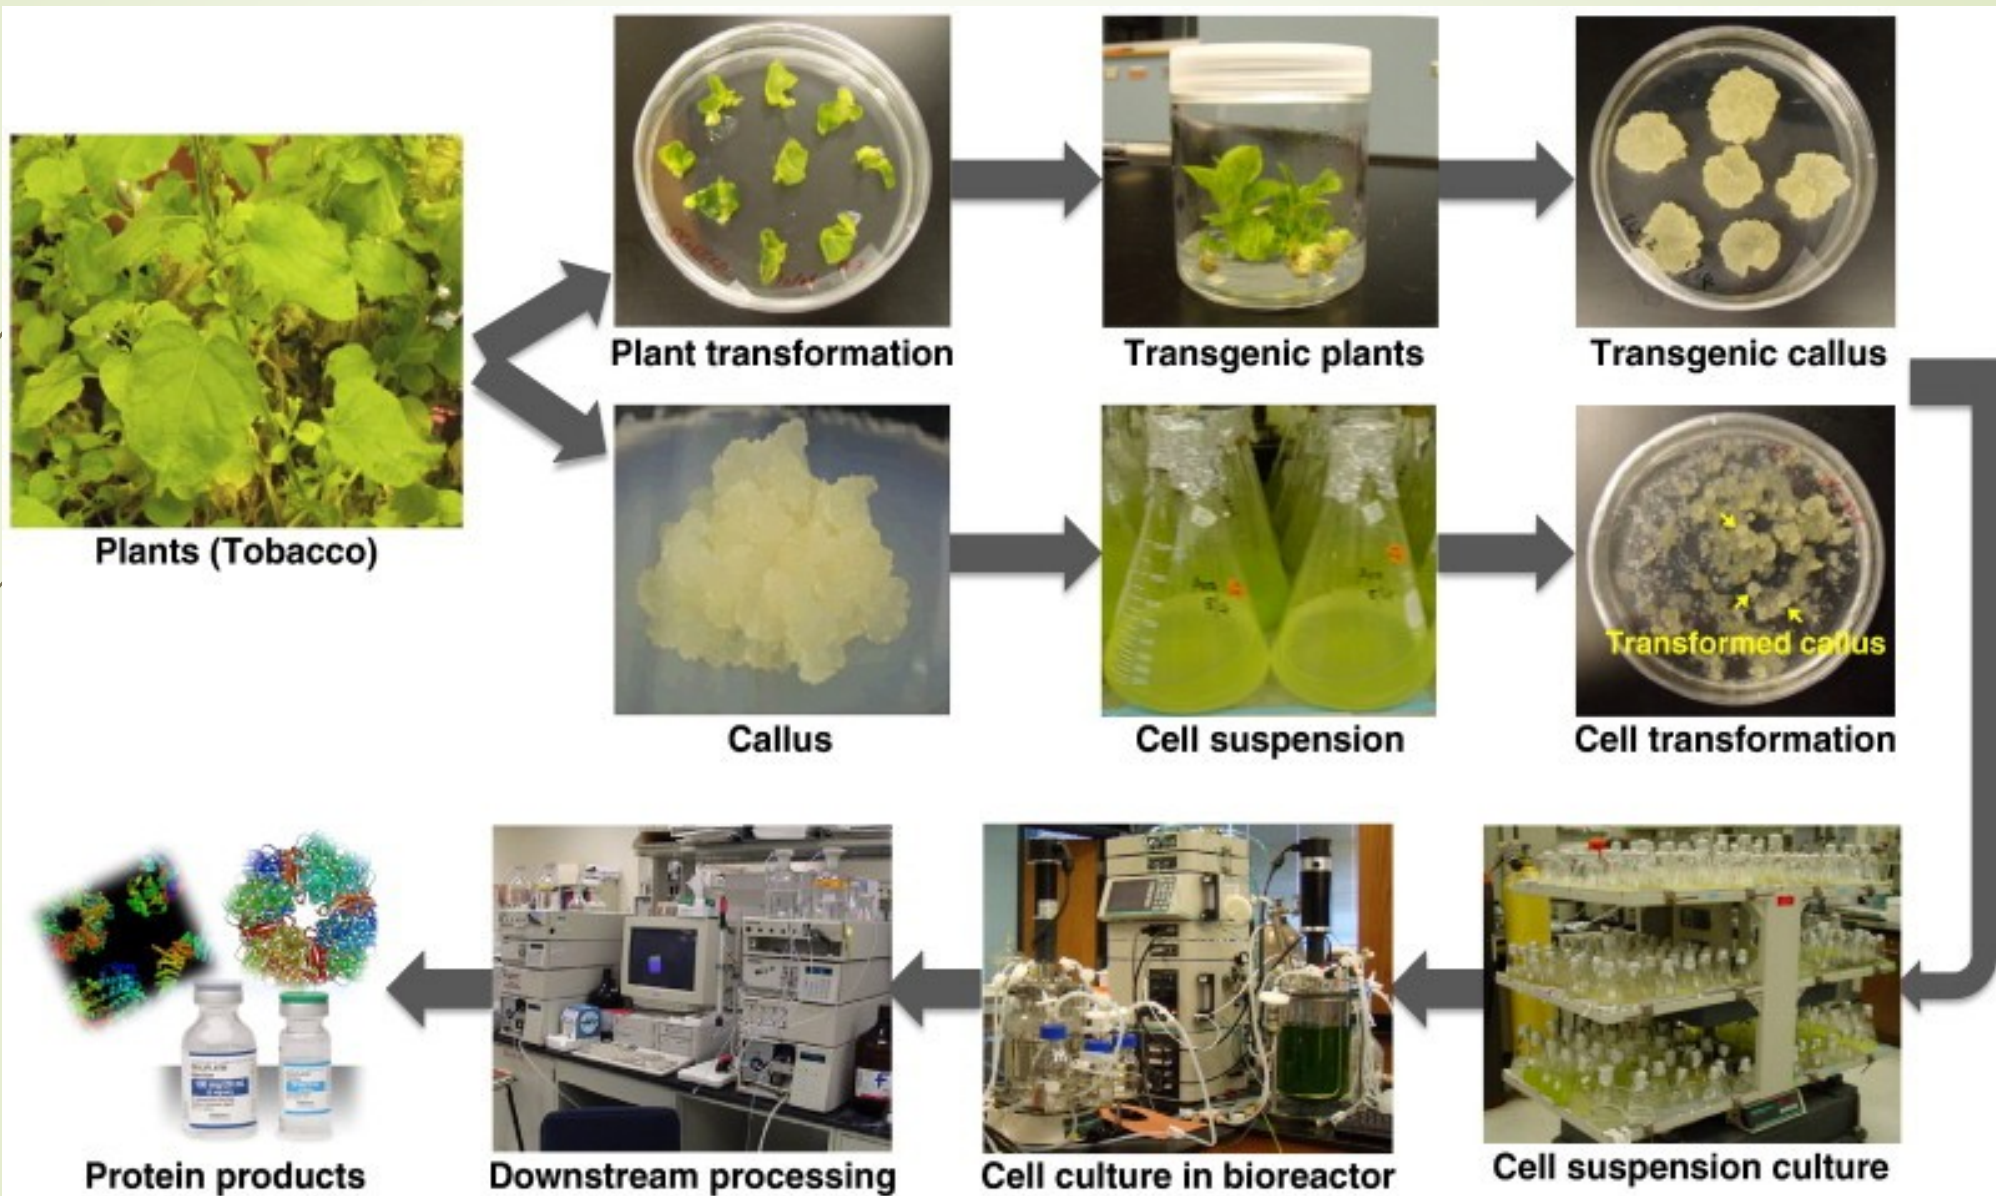 Plant transformation
Transgenic plants
Transgenic callus
Plants (Tobacco)
Transformed callus
Callus
Cell suspension
Cell transformation
Protein products
Downstream processing
Cell culture in bioreactor
Cell suspension culture